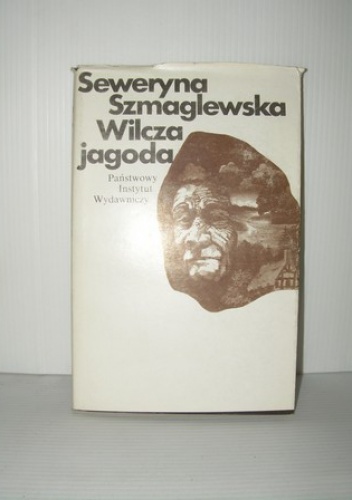 Seweryna
Szmaglewska
Wilcza
jagoda
Państwowy
Instytut
Wydawniczy